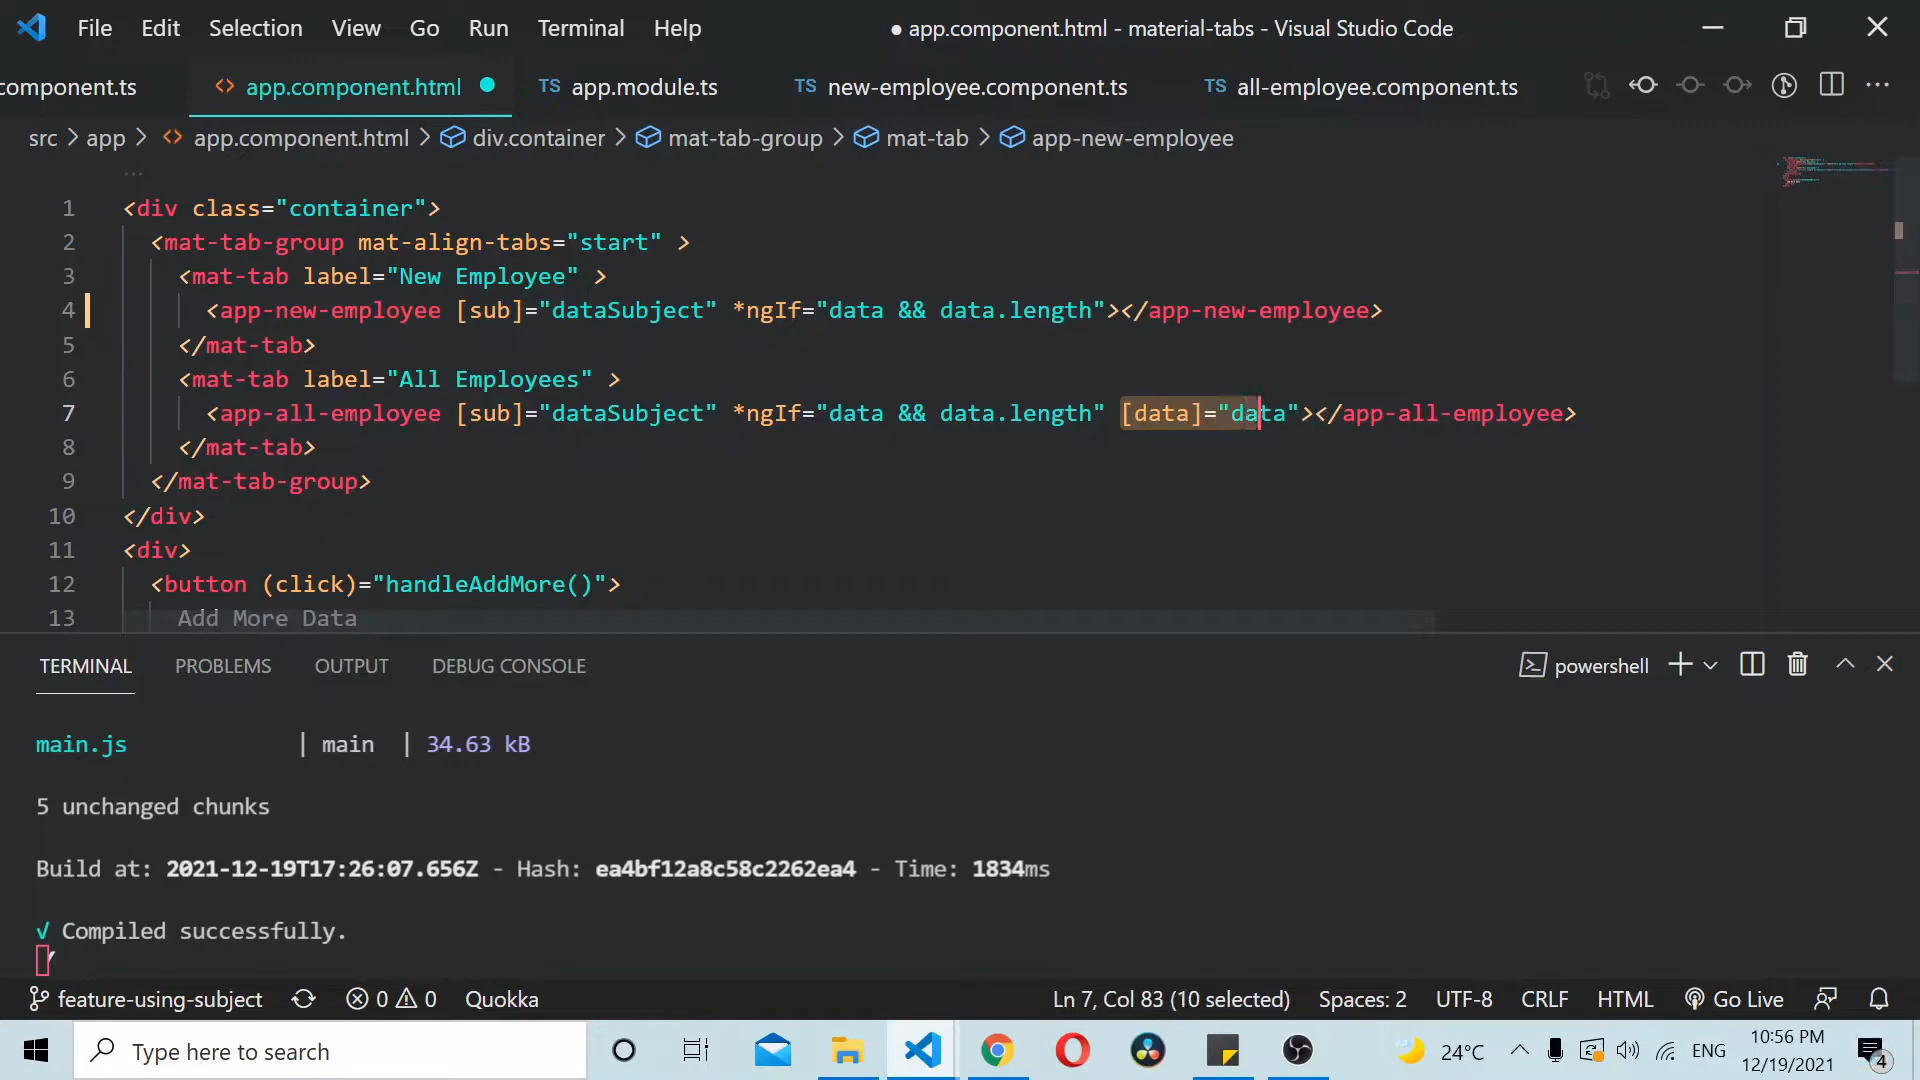 File Edit Selection View Go Run Terminal Help ● app.component.html - material-tabs - Visual Studio Code
component.ts <> app.component.html ● TS app.module.ts TS new-employee.component.ts TS all-employee.component.ts ···
src > app > <> app.component.html > div.container > mat-tab-group > mat-tab > app-new-employee
···
1 <div class="container">
2 <mat-tab-group mat-align-tabs="start" >
3 <mat-tab label="New Employee" >
4 <app-new-employee [sub]="dataSubject" *ngIf="data && data.length"></app-new-employee>
5 </mat-tab>
6 <mat-tab label="All Employees" >
7 <app-all-employee [sub]="dataSubject" *ngIf="data && data.length" [data]="data"></app-all-employee>
8 </mat-tab>
9 </mat-tab-group>
10 </div>
11 <div>
12 <button (click)="handleAddMore()">
13 Add More Data
TERMINAL PROBLEMS OUTPUT DEBUG CONSOLE powershell
main.js | main | 34.63 kB
5 unchanged chunks
Build at: 2021-12-19T17:26:07.656Z - Hash: ea4bf12a8c58c2262ea4 - Time: 1834ms
√ Compiled successfully.
feature-using-subject 0 0 Quokka Ln 7, Col 83 (10 selected) Spaces: 2 UTF-8 CRLF HTML Go Live
Type here to search 24°C ENG 10:56 PM
12/19/2021 4